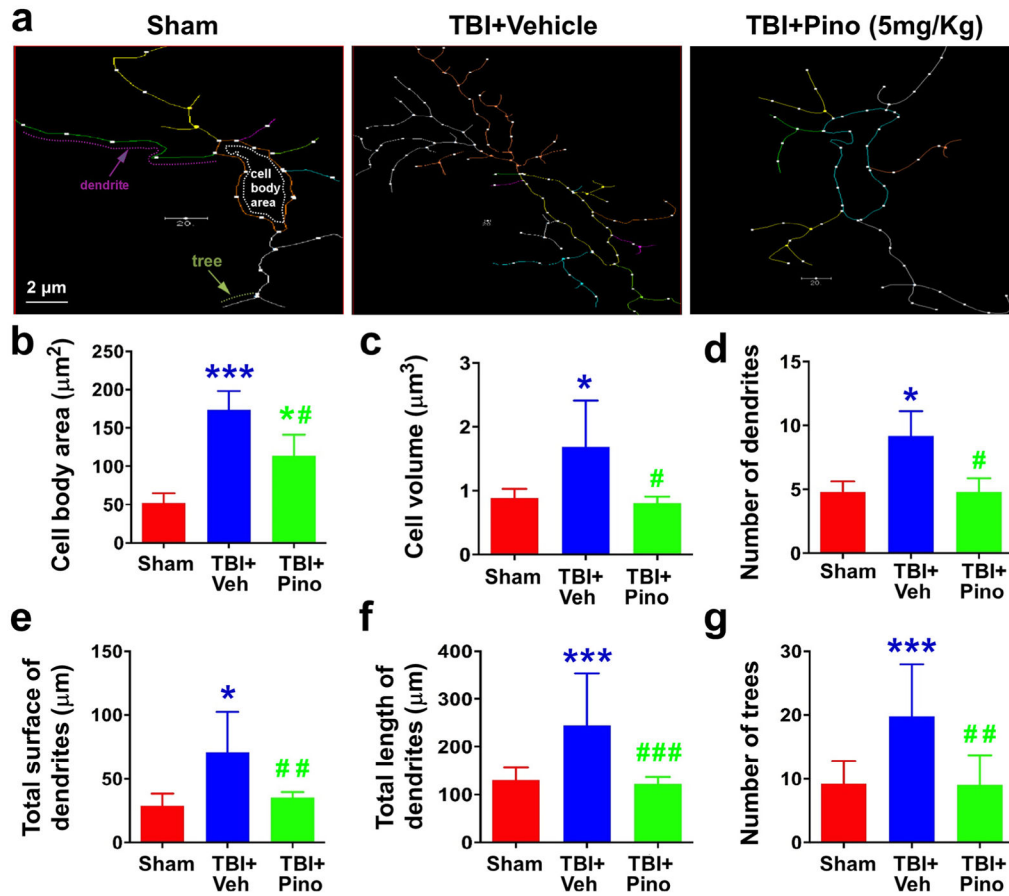 a
Sham
TBI+Vehicle
TBI+Pino (5mg/Kg)
dendrite
cell
body
area
20
tree
2 μm
20
b
Cell body area (μm²)
250
200
150
100
50
0
***
*#
Sham
TBI+
Veh
TBI+
Pino
c
Cell volume (μm³)
3
2
1
0
*
#
Sham
TBI+
Veh
TBI+
Pino
d
Number of dendrites
15
10
5
0
*
#
Sham
TBI+
Veh
TBI+
Pino
e
Total surface of
dendrites (μm)
150
100
50
0
*
##
Sham
TBI+
Veh
TBI+
Pino
f
Total length of
dendrites (μm)
400
300
200
100
0
***
###
Sham
TBI+
Veh
TBI+
Pino
g
Number of trees
30
20
10
0
***
##
Sham
TBI+
Veh
TBI+
Pino